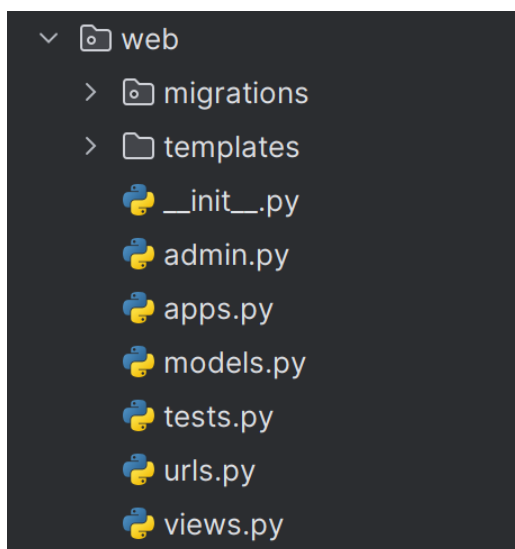 web
migrations
templates
__init__.py
admin.py
apps.py
models.py
tests.py
urls.py
views.py